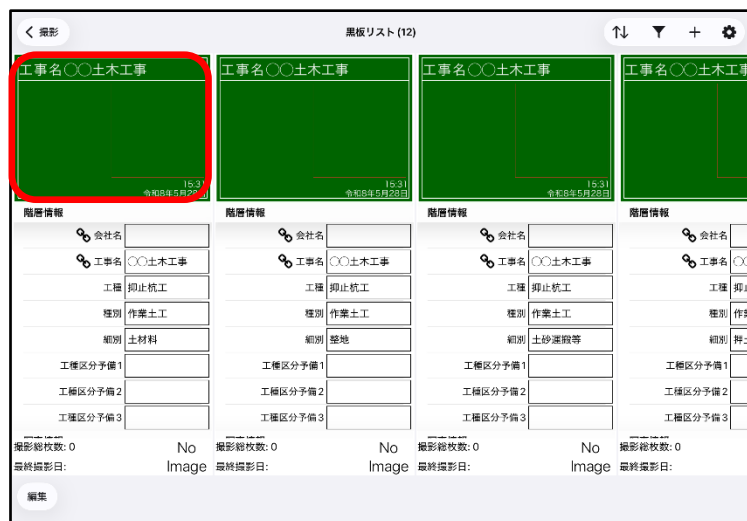 撮影
黒板リスト (12)
工事名〇〇土木工事
15:31
令和8年5月28日
階層情報
会社名
工事名 〇〇土木工事
工種 抑止杭工
種別 作業土工
細別 土材料
工種区分予備1
工種区分予備2
工種区分予備3
撮影総枚数: 0
最終撮影日:
No
Image
工事名〇〇土木工事
15:31
令和8年5月28日
階層情報
会社名
工事名 〇〇土木工事
工種 抑止杭工
種別 作業土工
細別 整地
工種区分予備1
工種区分予備2
工種区分予備3
撮影総枚数: 0
最終撮影日:
No
Image
工事名〇〇土木工事
15:31
令和8年5月28日
階層情報
会社名
工事名 〇〇土木工事
工種 抑止杭工
種別 作業土工
細別 土砂運搬等
工種区分予備1
工種区分予備2
工種区分予備3
撮影総枚数: 0
最終撮影日:
No
Image
工事名〇〇土木工事
階層情報
会社名
工事名
工種
種別
細別
工種区分予備1
工種区分予備2
工種区分予備3
撮影総枚数: 0
最終撮影日:
編集